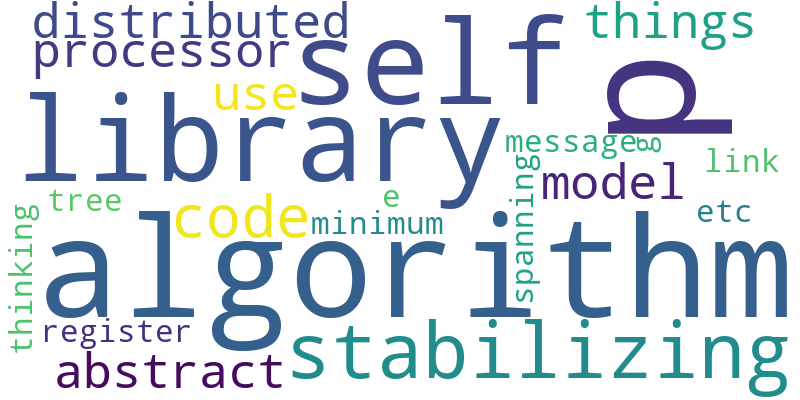 distributed
things
processor
self
p
use
library
message
g
link
model
tree
code
e
spanning
etc
minimum
thinking
algorithm
register
stabilizing
abstract